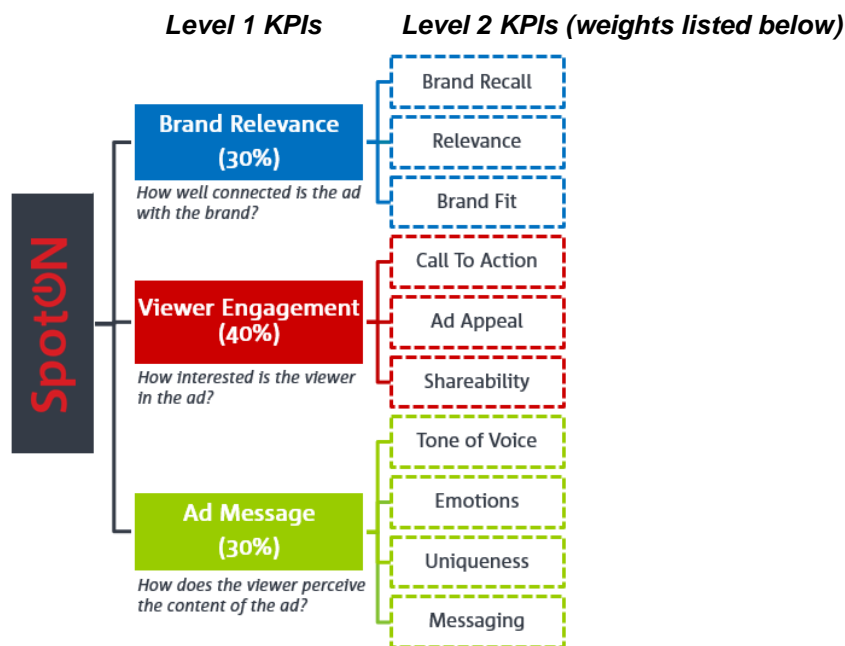 Level 1 KPIs
Level 2 KPIs (weights listed below)
SpotON
Brand Relevance
(30%)
How well connected is the ad
with the brand?
Brand Recall
Relevance
Brand Fit
Viewer Engagement
(40%)
How interested is the viewer
in the ad?
Call To Action
Ad Appeal
Shareability
Ad Message
(30%)
How does the viewer perceive
the content of the ad?
Tone of Voice
Emotions
Uniqueness
Messaging